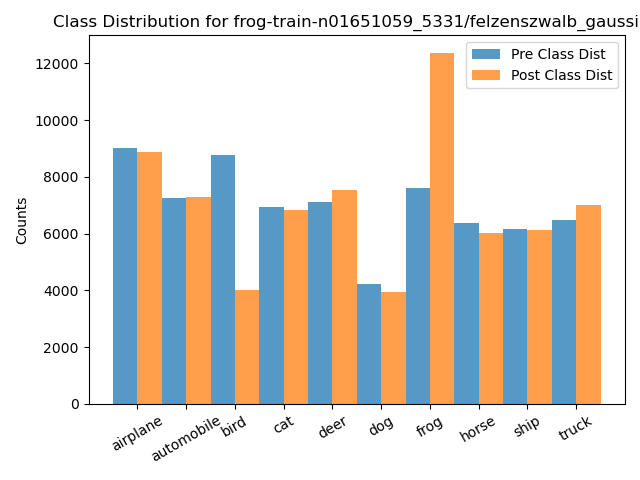 Class Distribution for frog-train-n01651059_5331/felzenszwalb_gaussi
Pre Class Dist
Post Class Dist
Counts
12000
10000
8000
6000
4000
2000
0
airplane
automobile
bird
cat
deer
dog
frog
horse
ship
truck